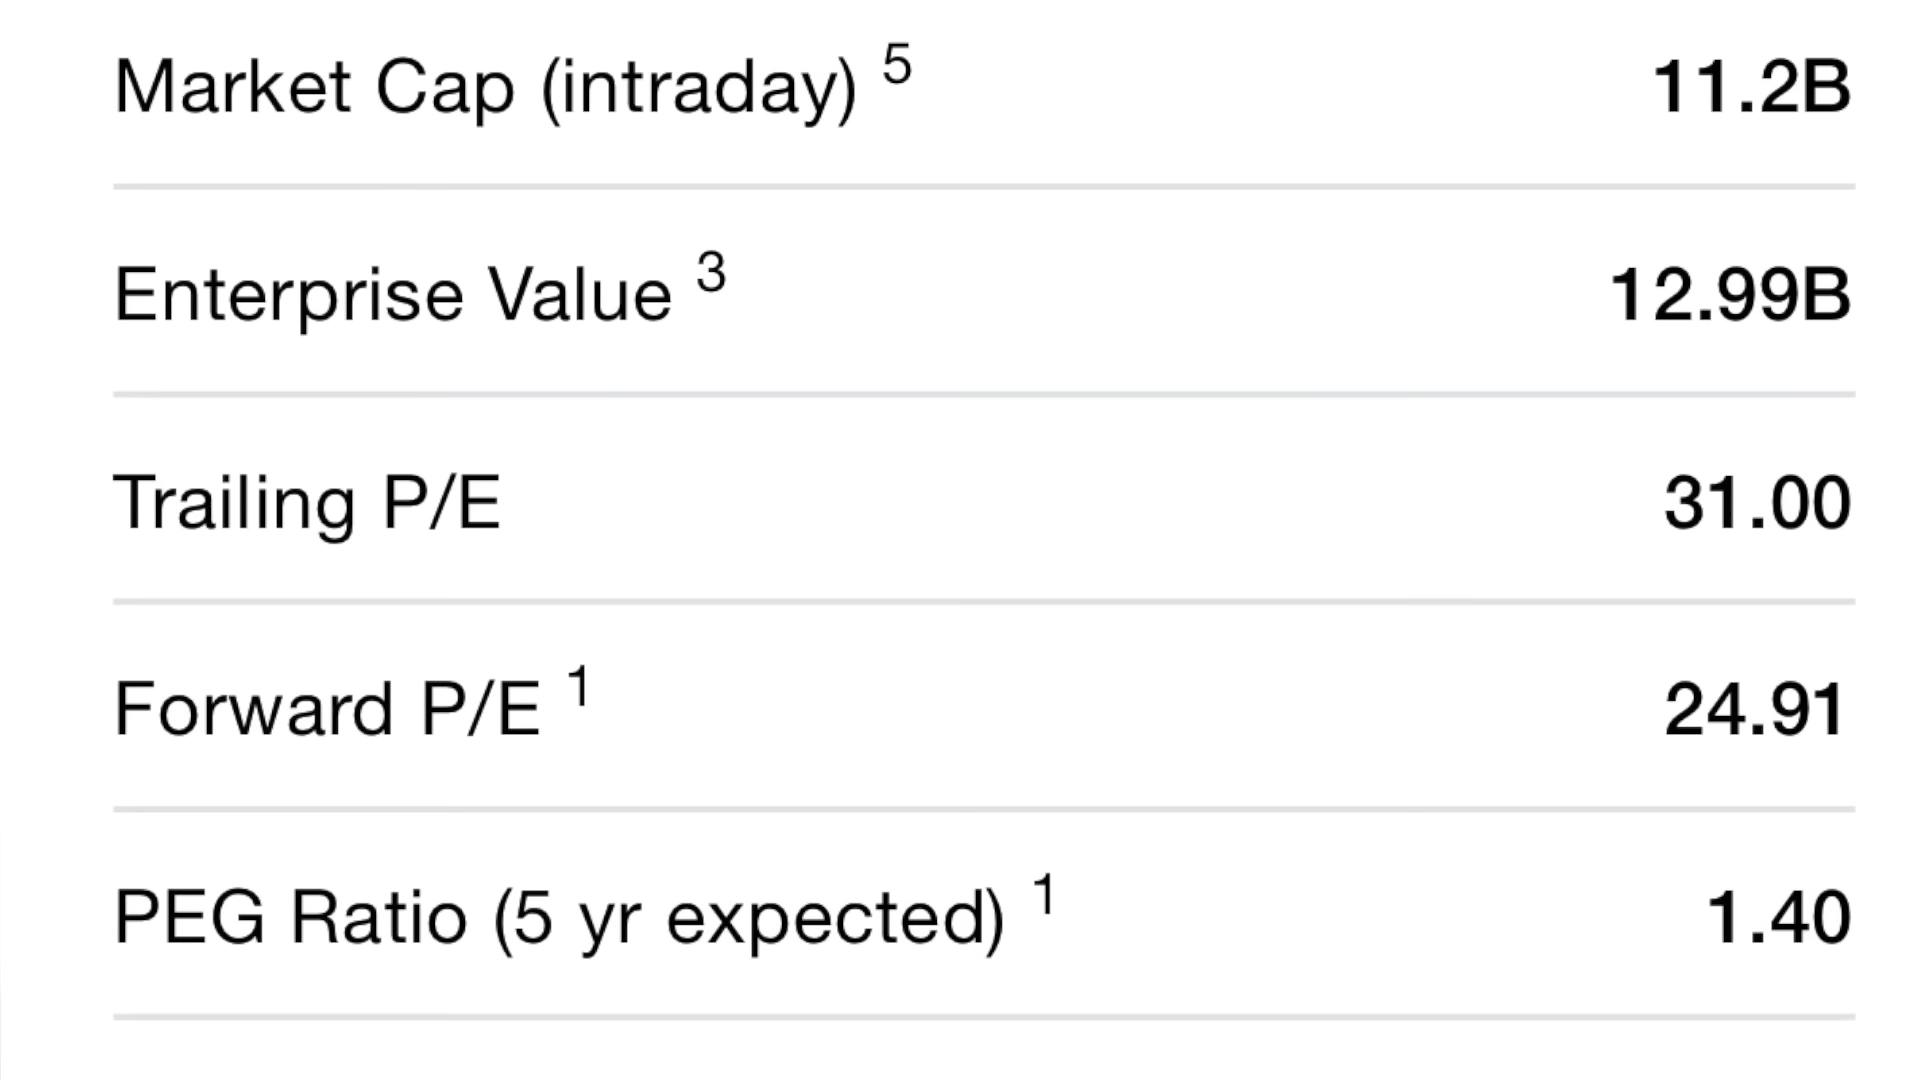 Market Cap (intraday) 5 11.2B
Enterprise Value 3 12.99B
Trailing P/E 31.00
Forward P/E 1 24.91
PEG Ratio (5 yr expected) 1 1.40